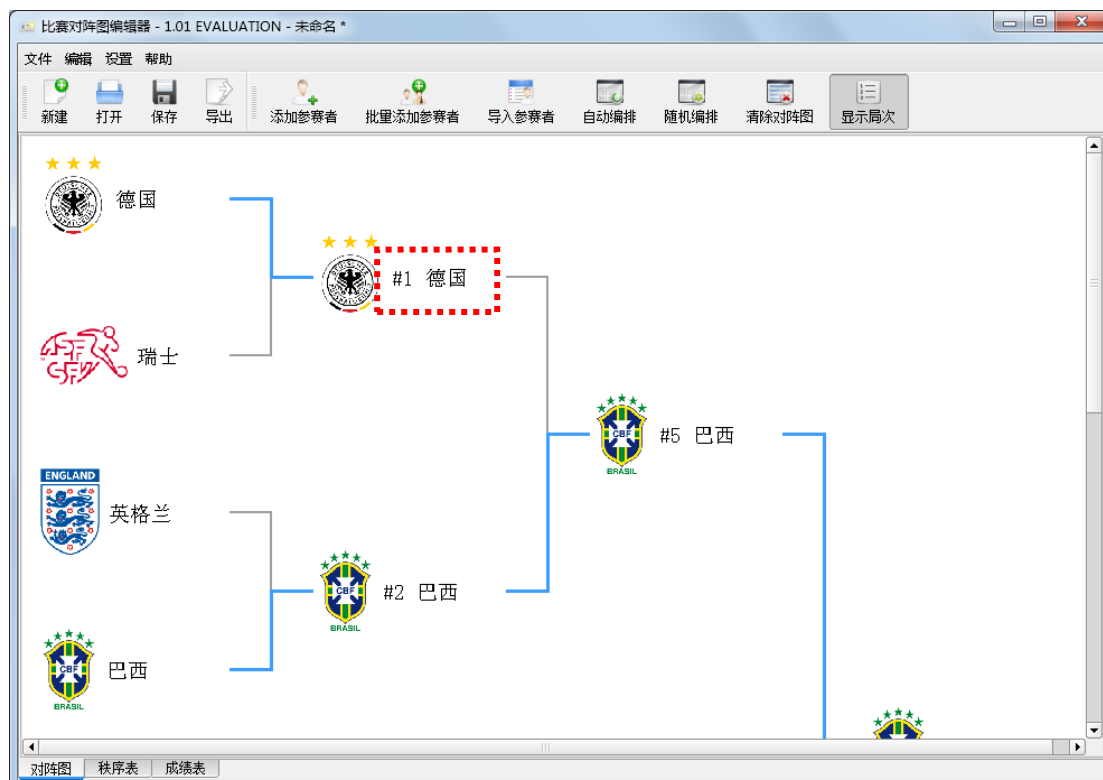 比赛对阵图编辑器 - 1.01 EVALUATION - 未命名 *
文件 编辑 设置 帮助
新建 打开 保存 导出 添加参赛者 批量添加参赛者 导入参赛者 自动编排 随机编排 清除对阵图 显示局次
德国
#1 德国
瑞士
#5 巴西
CBF
BRASIL
ENGLAND
英格兰
#2 巴西
CBF
BRASIL
巴西
CBF
BRASIL
对阵图 秩序表 成绩表